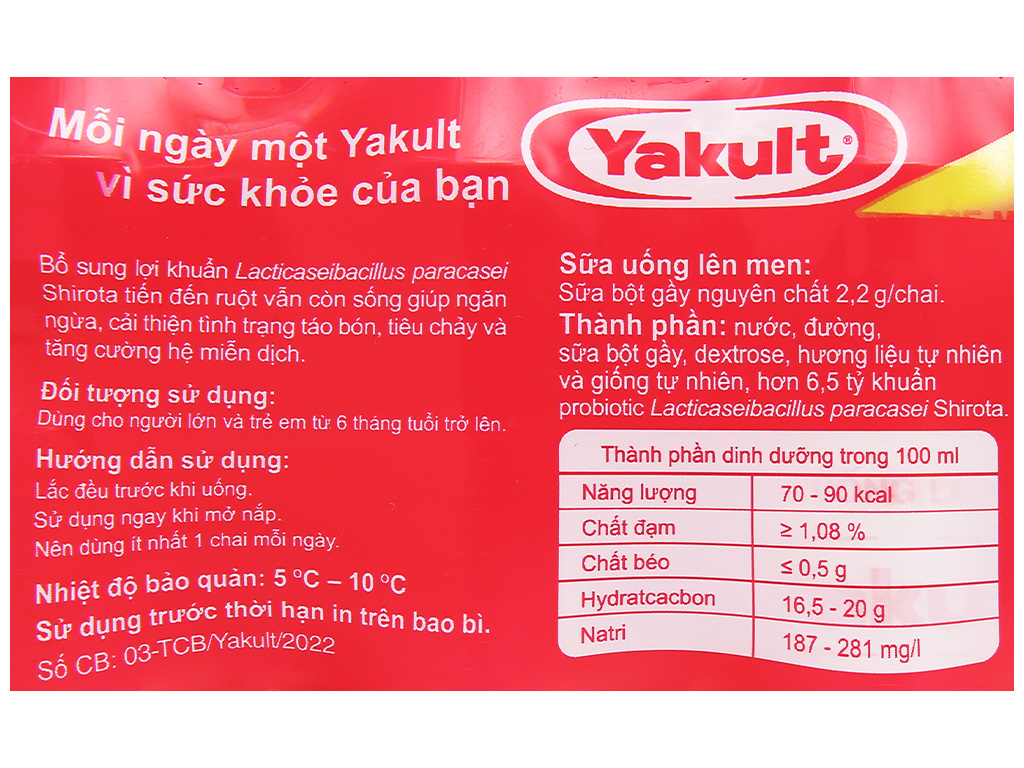 Mỗi ngày một Yakult
vì sức khỏe của bạn
Yakult®
Bổ sung lợi khuẩn Lacticaseibacillus paracasei
Shirota tiến đến ruột vẫn còn sống giúp ngăn
ngừa, cải thiện tình trạng táo bón, tiêu chảy và
tăng cường hệ miễn dịch.
Đối tượng sử dụng:
Dùng cho người lớn và trẻ em từ 6 tháng tuổi trở lên.
Hướng dẫn sử dụng:
Lắc đều trước khi uống.
Sử dụng ngay khi mở nắp.
Nên dùng ít nhất 1 chai mỗi ngày.
Nhiệt độ bảo quản: 5 °C – 10 °C
Sử dụng trước thời hạn in trên bao bì.
Số CB: 03-TCB/Yakult/2022
Sữa uống lên men:
Sữa bột gầy nguyên chất 2,2 g/chai.
Thành phần: nước, đường,
sữa bột gầy, dextrose, hương liệu tự nhiên
và giống tự nhiên, hơn 6,5 tỷ khuẩn
probiotic Lacticaseibacillus paracasei Shirota.
Thành phần dinh dưỡng trong 100 ml
Năng lượng 70 - 90 kcal
Chất đạm ≥ 1,08 %
Chất béo ≤ 0,5 g
Hydratcacbon 16,5 - 20 g
Natri 187 - 281 mg/l